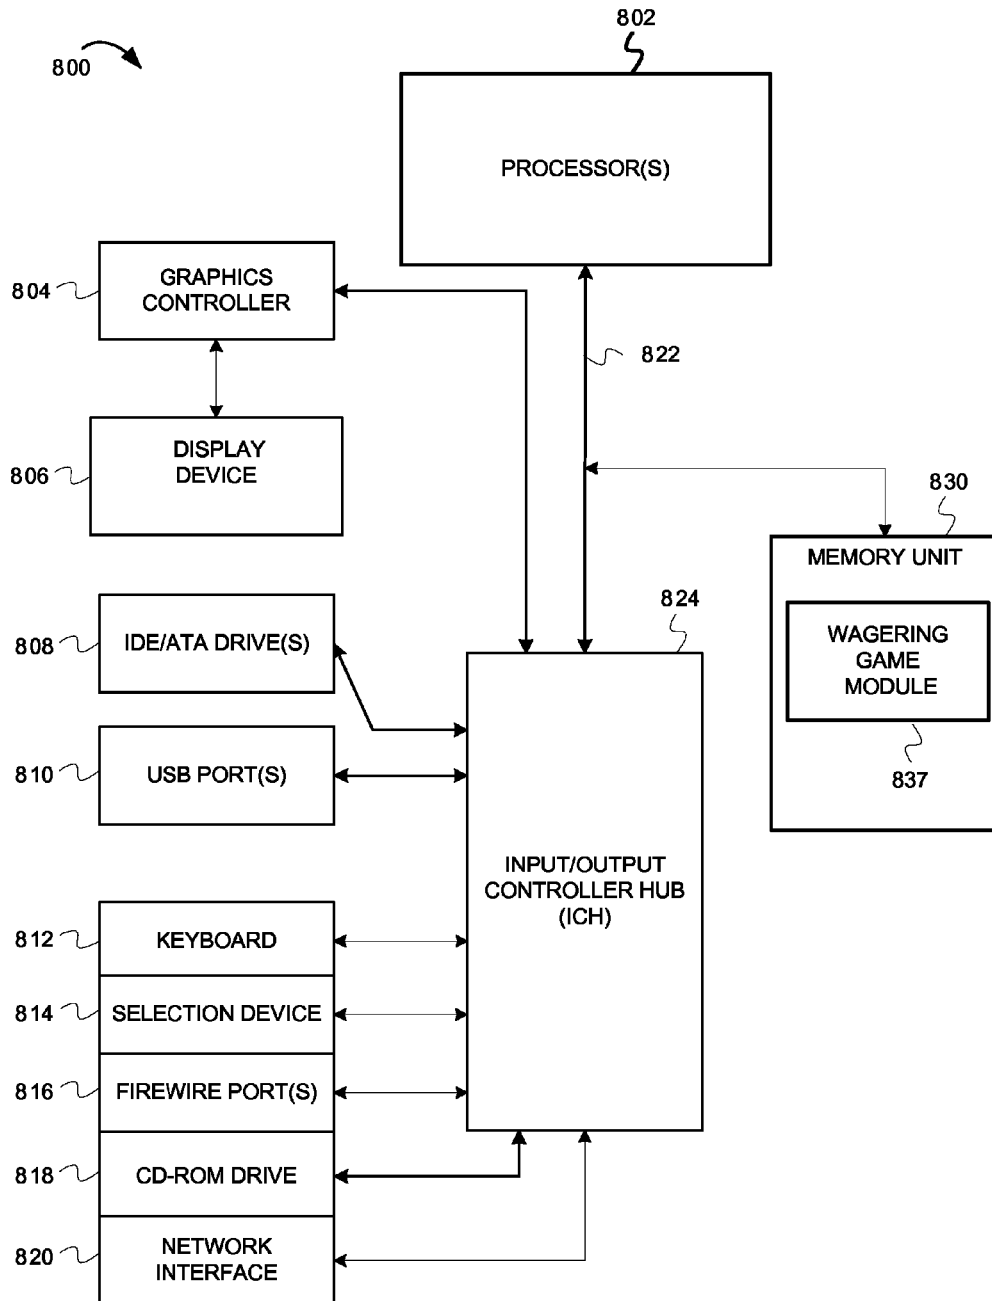 802
800
PROCESSOR(S)
GRAPHICS
CONTROLLER
804
822
DISPLAY
DEVICE
806
830
MEMORY UNIT
824
808
IDE/ATA DRIVE(S)
WAGERING
GAME
MODULE
837
810
USB PORT(S)
INPUT/OUTPUT
CONTROLLER HUB
(ICH)
812
KEYBOARD
814
SELECTION DEVICE
816
FIREWIRE PORT(S)
818
CD-ROM DRIVE
820
NETWORK
INTERFACE